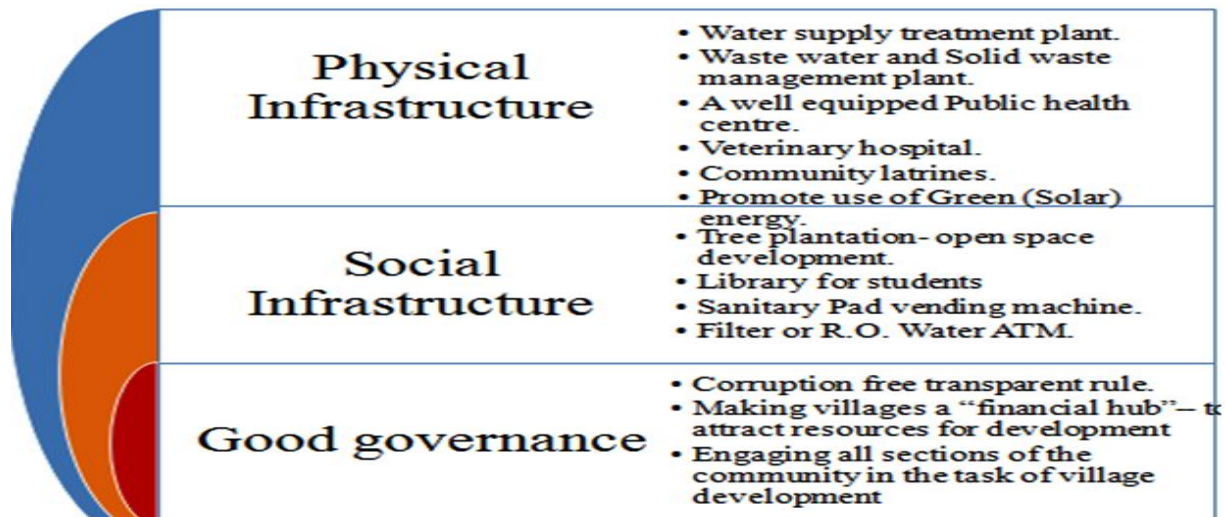 Physical
Infrastructure
• Water supply treatment plant.
• Waste water and Solid waste
management plant.
• A well equipped Public health
centre.
• Veterinary hospital.
• Community latrines.
• Promote use of Green (Solar)
energy.
Social
Infrastructure
• Tree plantation- open space
development.
• Library for students
• Sanitary Pad vending machine.
• Filter or R.O. Water ATM.
Good governance
• Corruption free transparent rule.
• Making villages a “financial hub”– to
attract resources for development
• Engaging all sections of the
community in the task of village
development